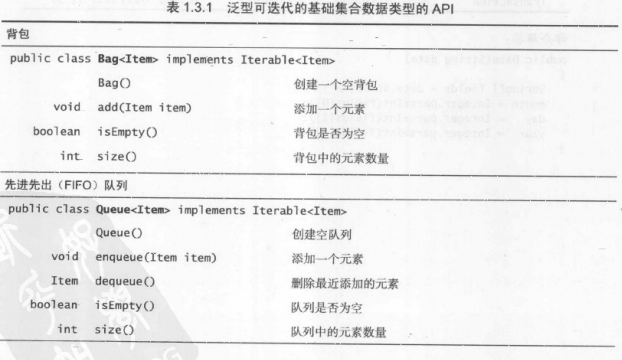 表 1.3.1 泛型可迭代的基础集合数据类型的 API
背包
public class Bag<Item> implements Iterable<Item>
Bag() 创建一个空背包
void add(Item item) 添加一个元素
boolean isEmpty() 背包是否为空
int size() 背包中的元素数量
先进先出（FIFO）队列
public class Queue<Item> implements Iterable<Item>
Queue() 创建空队列
void enqueue(Item item) 添加一个元素
Item dequeue() 删除最近添加的元素
boolean isEmpty() 队列是否为空
int size() 队列中的元素数量